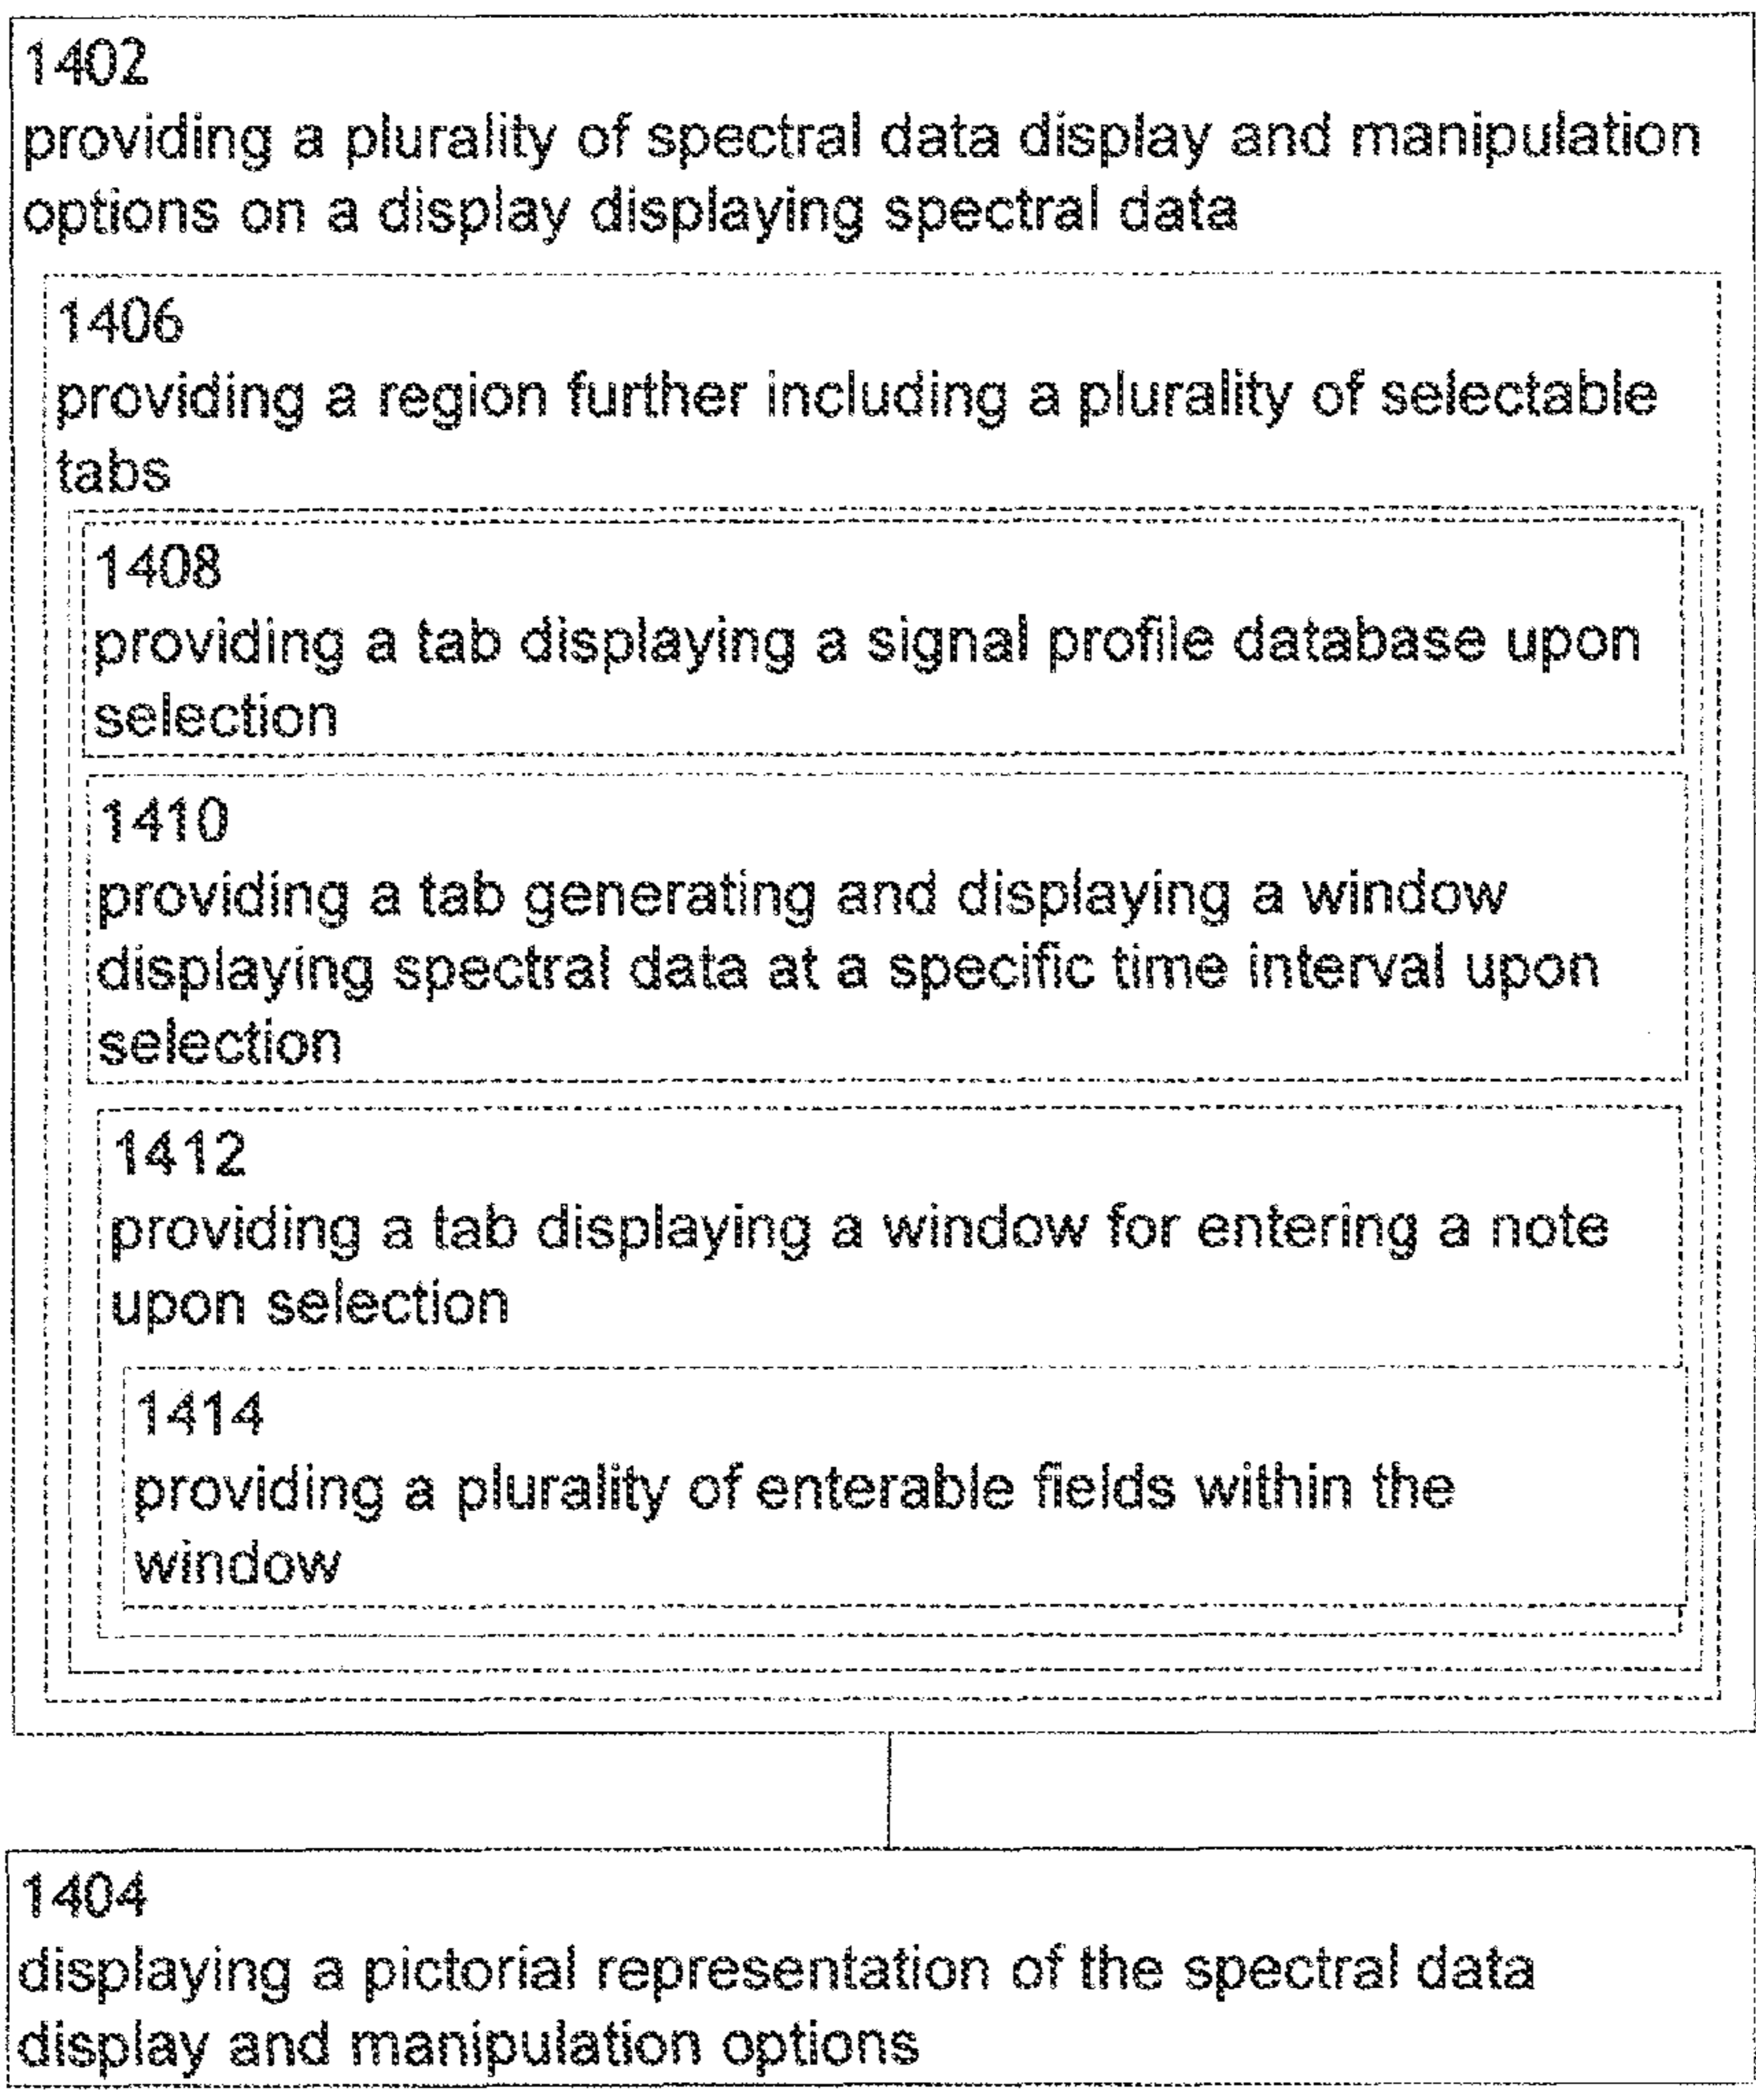 1402
providing a plurality of spectral data display and manipulation
options on a display displaying spectral data
1406
providing a region further including a plurality of selectable
tabs
1408
providing a tab displaying a signal profile database upon
selection
1410
providing a tab generating and displaying a window
displaying spectral data at a specific time interval upon
selection
1412
providing a tab displaying a window for entering a note
upon selection
1414
providing a plurality of enterable fields within the
window
1404
displaying a pictorial representation of the spectral data
display and manipulation options